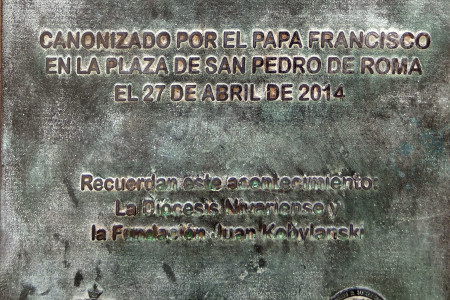 CANONIZADO POR EL PAPA FRANCISCO
EN LA PLAZA DE SAN PEDRO DE ROMA
EL 27 DE ABRIL DE 2014
Recuerdan este acontecimiento:
La Diócesis Nivariense y
la Fundación Juan Kobylanski